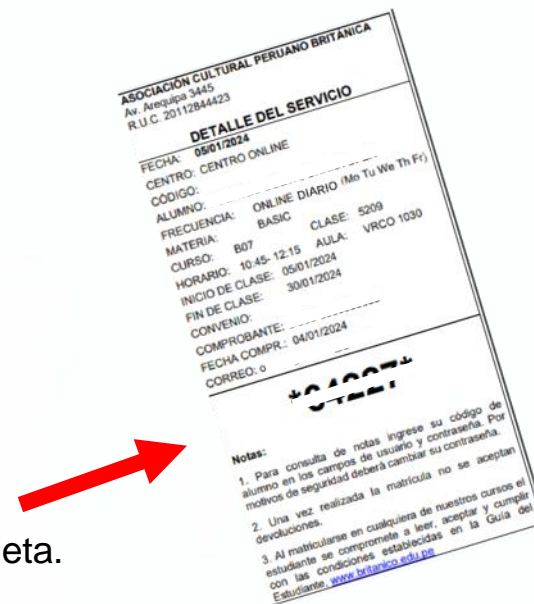 ASOCIACIÓN CULTURAL PERUANO BRITÁNICA
Av. Arequipa 3445
R.U.C. 20112844423
DETALLE DEL SERVICIO
FECHA: 05/01/2024
CENTRO: CENTRO ONLINE
CÓDIGO:
ALUMNO:
FRECUENCIA: ONLINE DIARIO (Mo Tu We Th Fr)
MATERIA: BASIC
CURSO: B07 CLASE: 5209
HORARIO: 10:45- 12:15 AULA: VRCO 1030
INICIO DE CLASE: 05/01/2024
FIN DE CLASE: 30/01/2024
CONVENIO:
COMPROBANTE:
FECHA COMPR.: 04/01/2024
CORREO: o
Notas:
1. Para consulta de notas ingrese su código de
alumno en los campos de usuario y contraseña. Por
motivos de seguridad deberá cambiar su contraseña.
2. Una vez realizada la matrícula no se aceptan
devoluciones.
3. Al matricularse en cualquiera de nuestros cursos el
estudiante se compromete a leer, aceptar y cumplir
con las condiciones establecidas en la Guía del
Estudiante. www.britanico.edu.pe
eta.